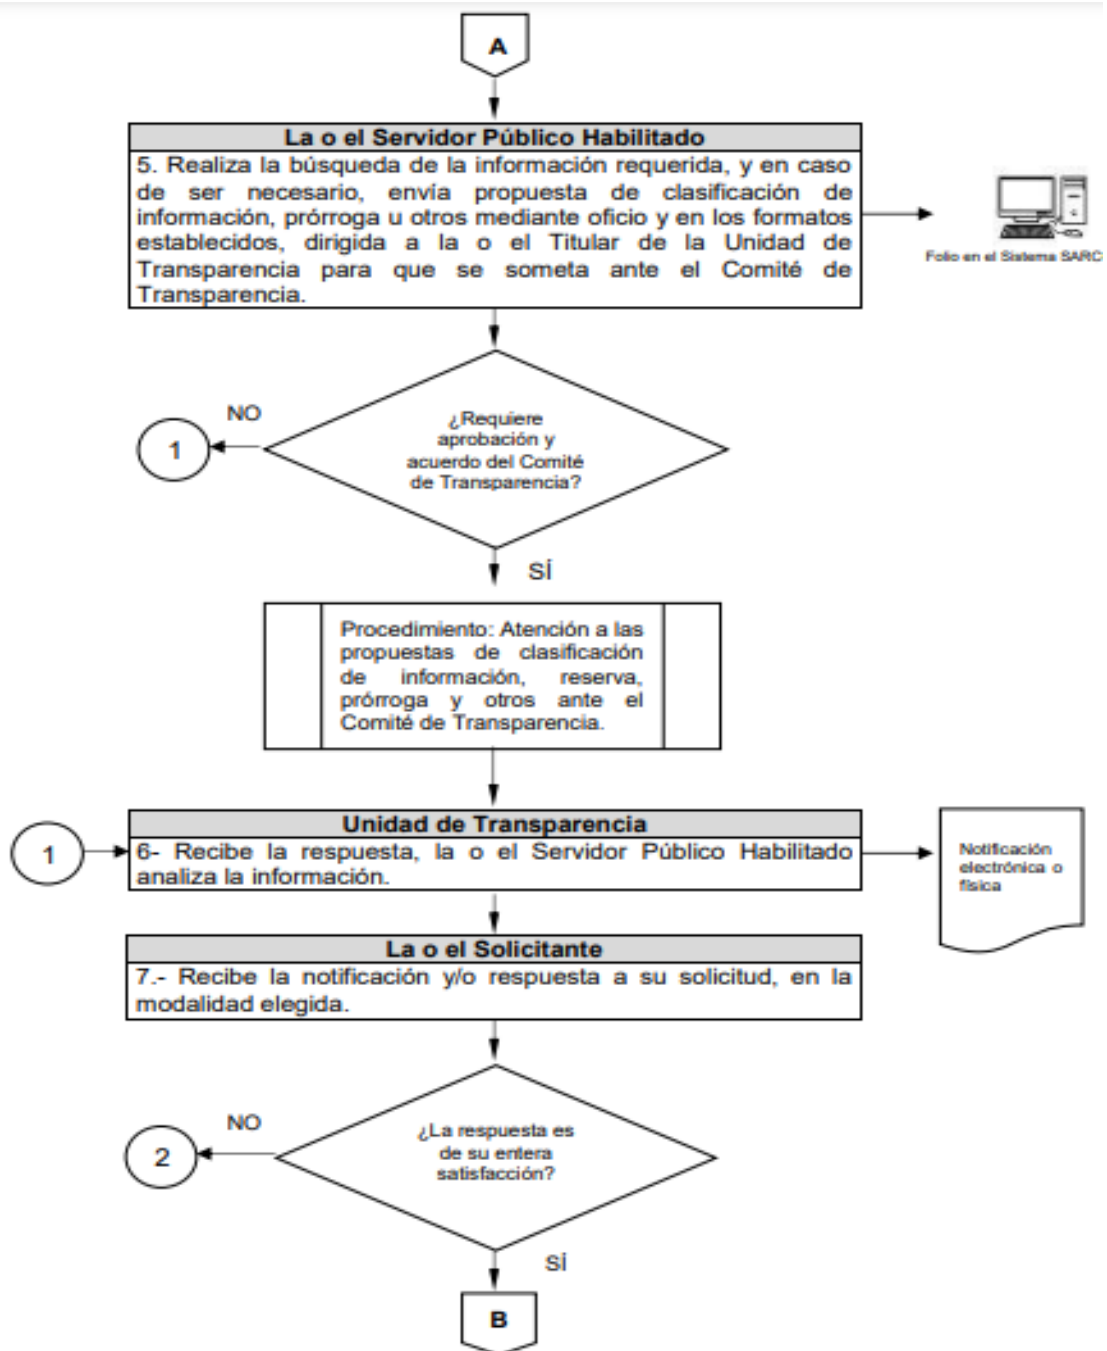 A
La o el Servidor Público Habilitado
5. Realiza la búsqueda de la información requerida, y en caso
de ser necesario, envía propuesta de clasificación de
información, prórroga u otros mediante oficio y en los formatos
establecidos, dirigida a la o el Titular de la Unidad de
Transparencia para que se someta ante el Comité de
Transparencia.
Folio en el Sistema SARC
¿Requiere
aprobación y
acuerdo del Comité
de Transparencia?
NO
1
SÍ
Procedimiento: Atención a las
propuestas de clasificación
de información, reserva,
prórroga y otros ante el
Comité de Transparencia.
1
Unidad de Transparencia
6- Recibe la respuesta, la o el Servidor Público Habilitado
analiza la información.
Notificación
electrónica o
física
La o el Solicitante
7.- Recibe la notificación y/o respuesta a su solicitud, en la
modalidad elegida.
¿La respuesta es
de su entera
satisfacción?
NO
2
SÍ
B